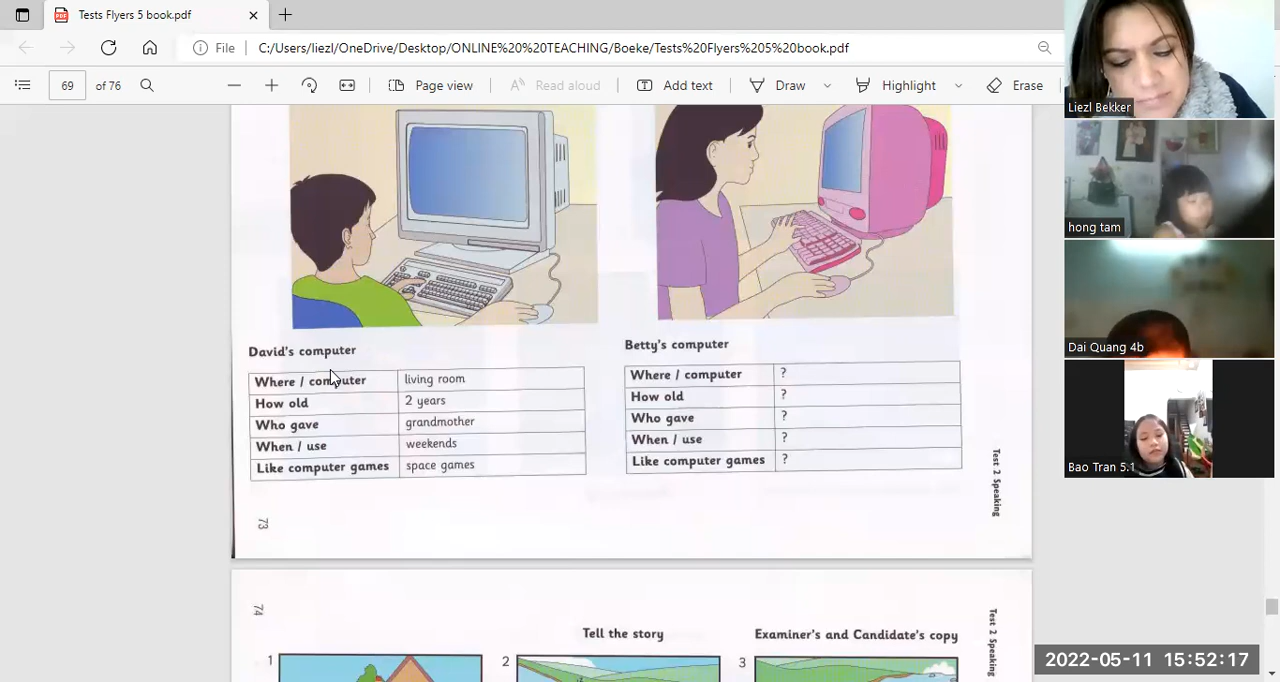 Tests Flyers 5 book.pdf
File
C:/Users/liezl/OneDrive/Desktop/ONLINE%20%20TEACHING/Boeke/Tests%20Flyers%205%20book.pdf
69 of 76
Page view
Read aloud
Add text
Draw
Highlight
Erase
David's computer
Where / computer living room
How old 2 years
Who gave grandmother
When / use weekends
Like computer games space games
Betty's computer
Where / computer ?
How old ?
Who gave ?
When / use ?
Like computer games ?
Test 2 Speaking
73
74
Tell the story
Examiner's and Candidate's copy
Test 2 Speaking
1
2
3
Liezl Bekker
hong tam
Dai Quang 4b
Bao Tran 5.1
2022-05-11 15:52:17